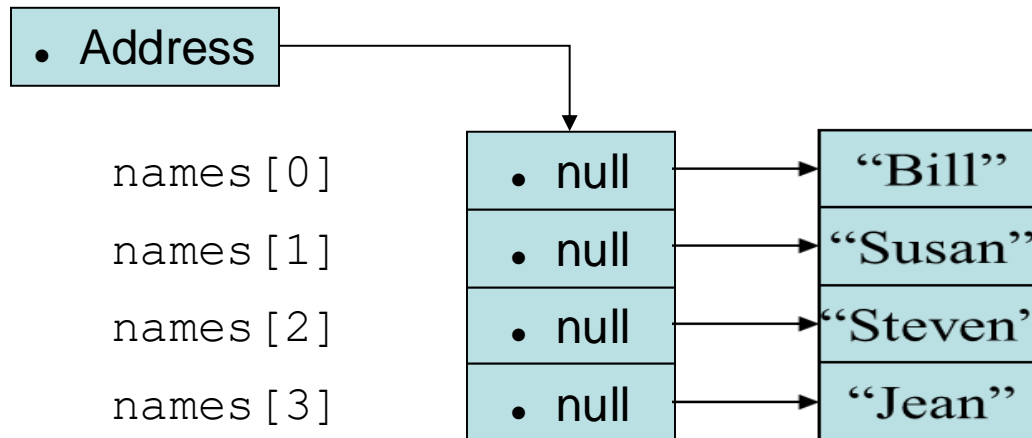 • Address
names[0] • null “Bill”
names[1] • null “Susan”
names[2] • null “Steven”
names[3] • null “Jean”